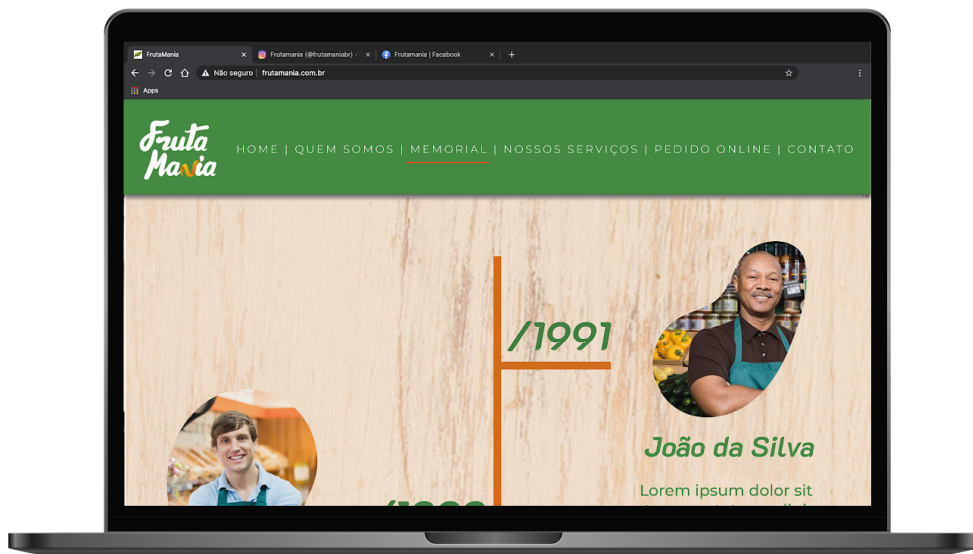 FrutaMania
Frutamania (@frutamaniabr) -
Frutamania | Facebook
Não seguro | frutamania.com.br
Apps
Fruta
Mania
HOME | QUEM SOMOS | MEMORIAL | NOSSOS SERVIÇOS | PEDIDO ONLINE | CONTATO
/1991
João da Silva
Lorem ipsum dolor sit